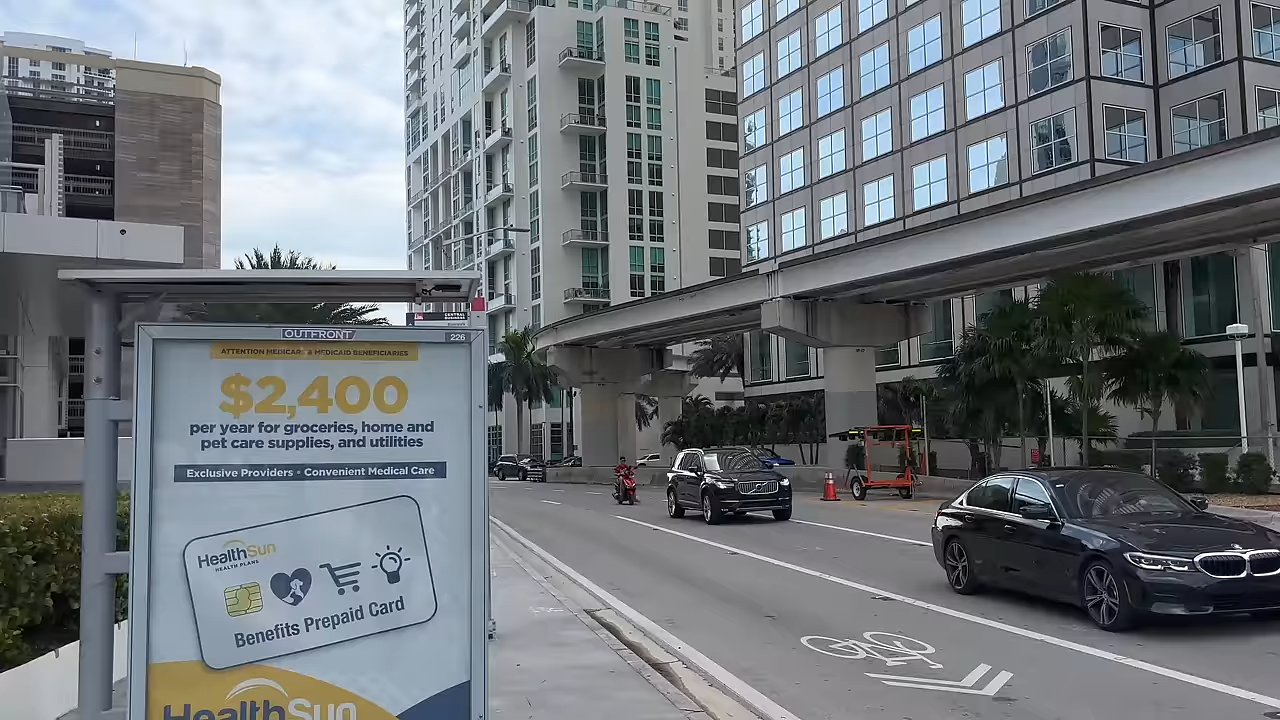 OUTFRONT
226
ATTENTION MEDICARE & MEDICAID BENEFICIARIES
$2,400
per year for groceries, home and
pet care supplies, and utilities
Exclusive Providers • Convenient Medical Care
HealthSun
HEALTH PLANS
Benefits Prepaid Card
HealthSun
CENTRAL